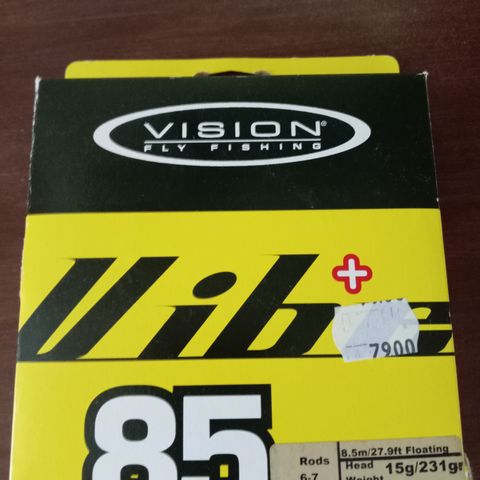 VISION®
FLY FISHING
Vibe
+
7900
85
Rods
6-7
8.5m/27.9ft Floating
Head
15g/231gr
Weight